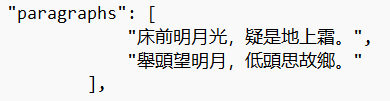 "paragraphs": [
"床前明月光，疑是地上霜。",
"舉頭望明月，低頭思故鄉。"
],